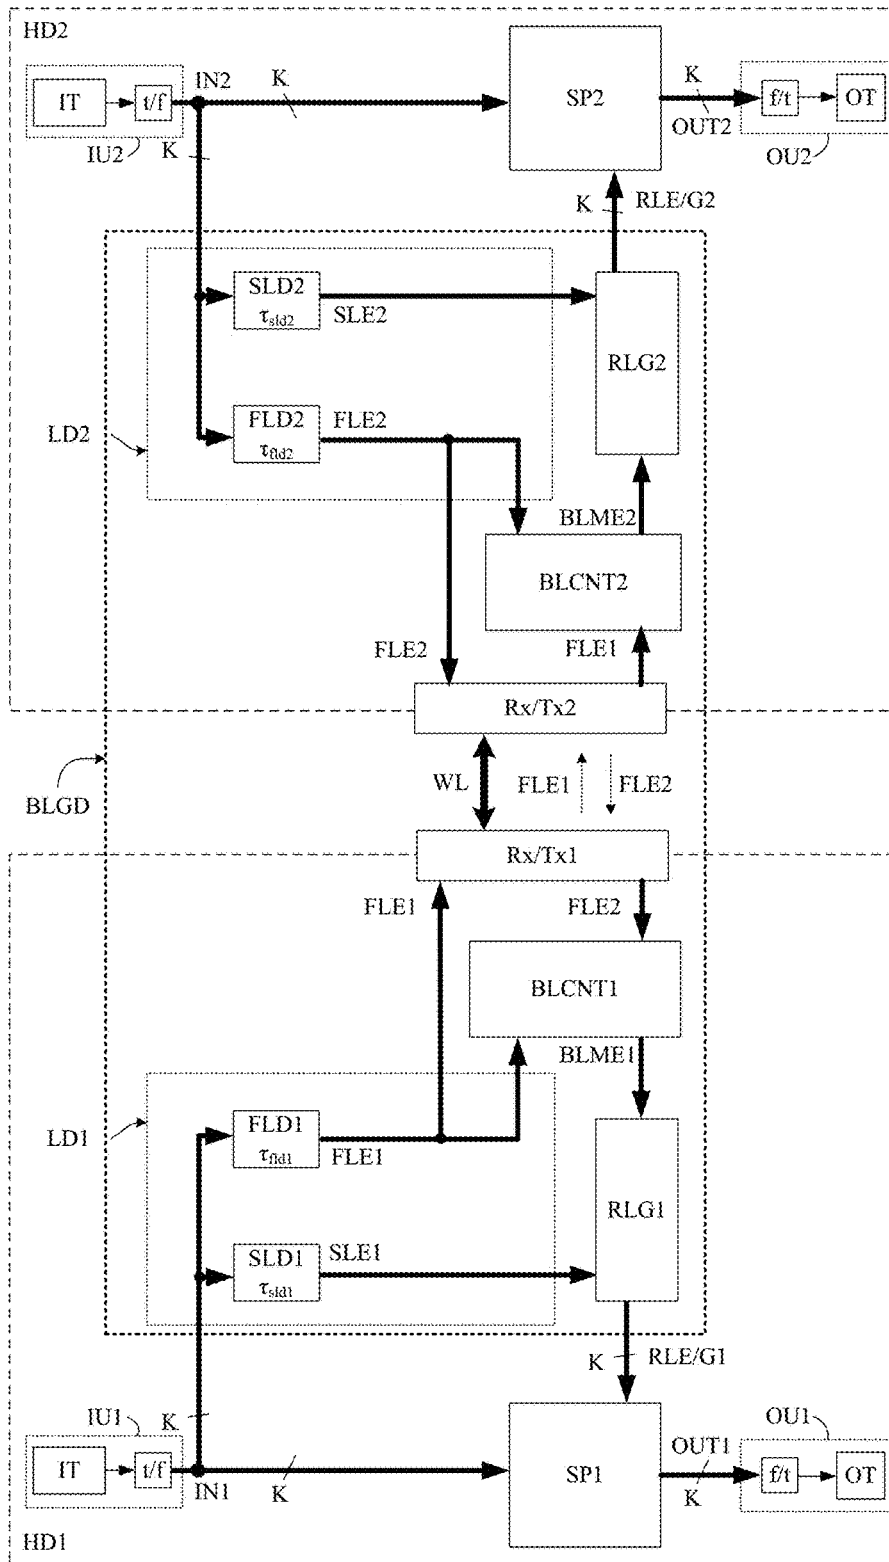 HD2
IT
t/f
IN2
K
SP2
K
f/t
OT
OUT2
IU2
K
OU2
K
RLE/G2
SLD2
τsld2
SLE2
RLG2
LD2
FLD2
τfld2
FLE2
BLME2
BLCNT2
FLE2
FLE1
Rx/Tx2
BLGD
WL
FLE1
FLE2
Rx/Tx1
FLE1
FLE2
BLCNT1
BLME1
LD1
FLD1
τfld1
FLE1
RLG1
SLD1
τsld1
SLE1
K
RLE/G1
IU1
K
OU1
IT
t/f
IN1
K
SP1
OUT1
K
f/t
OT
HD1